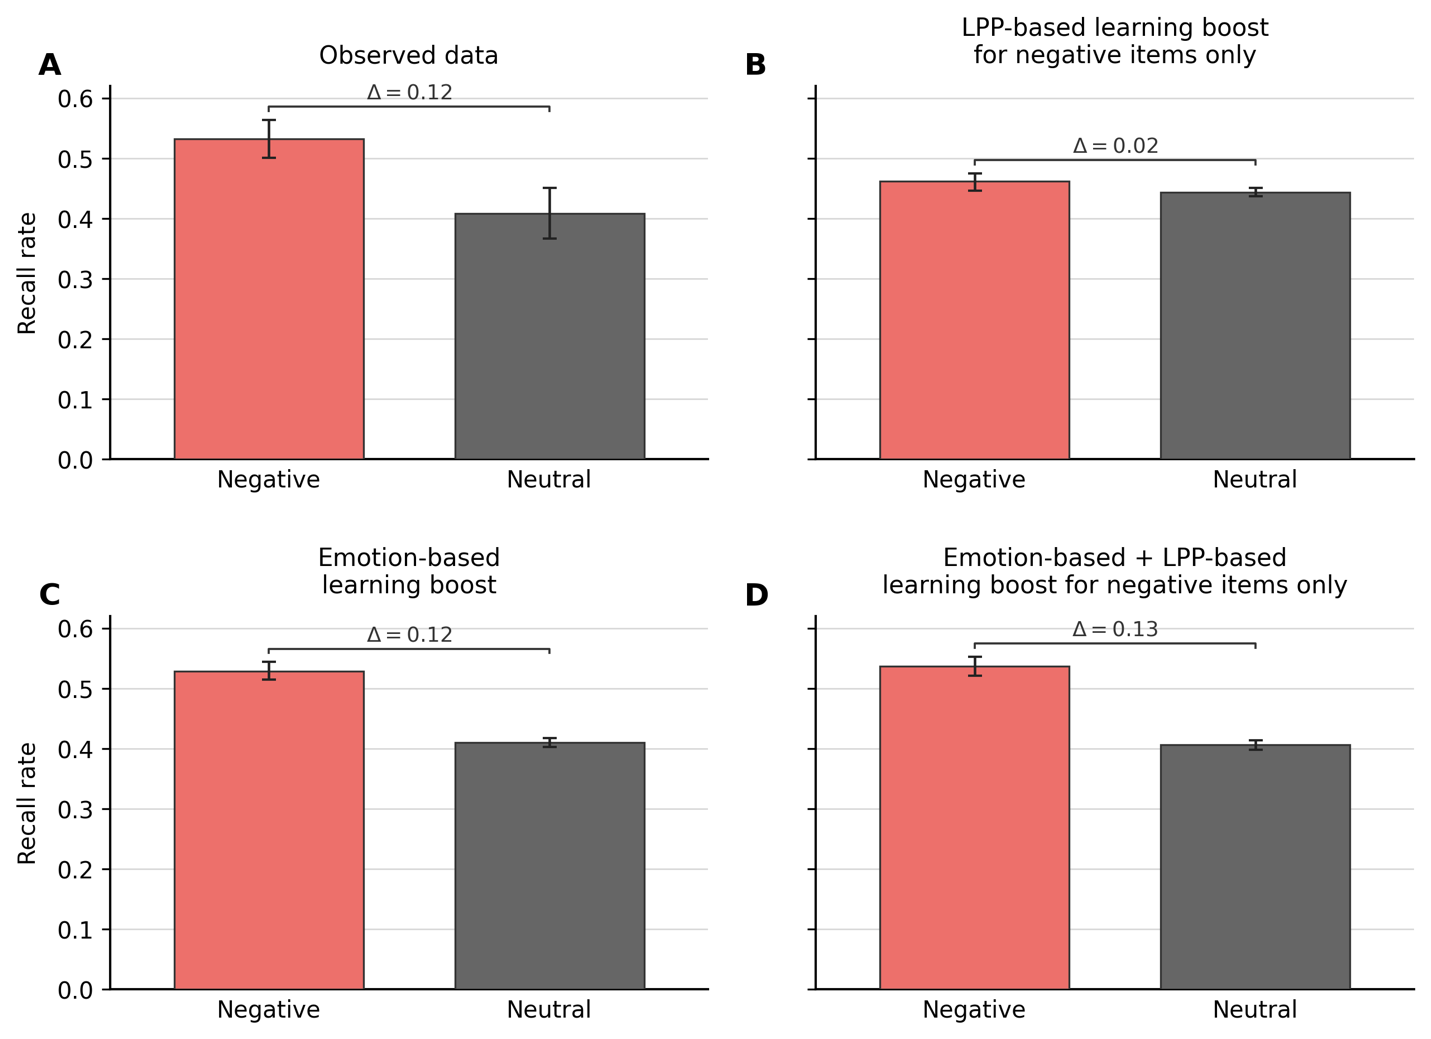 A
Observed data
Δ = 0.12
0.6
0.5
0.4
0.3
0.2
0.1
0.0
Recall rate
Negative
Neutral
B
LPP-based learning boost
for negative items only
Δ = 0.02
Negative
Neutral
C
Emotion-based
learning boost
Δ = 0.12
0.6
0.5
0.4
0.3
0.2
0.1
0.0
Recall rate
Negative
Neutral
D
Emotion-based + LPP-based
learning boost for negative items only
Δ = 0.13
Negative
Neutral